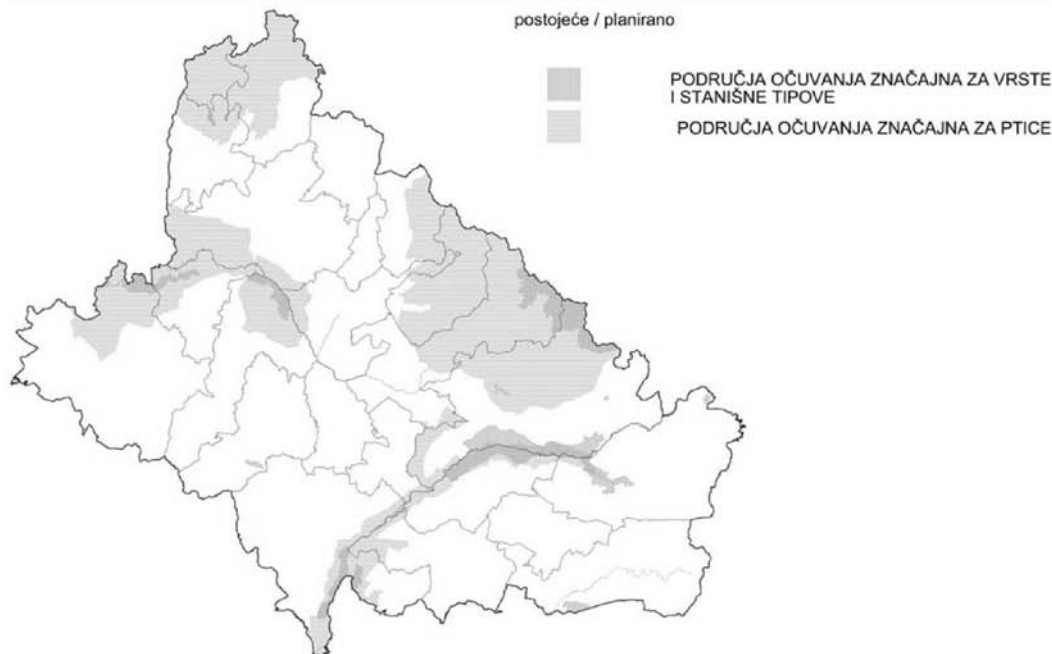 postojeće / planirano
PODRUČJA OČUVANJA ZNAČAJNA ZA VRSTE
I STANIŠNE TIPOVE
PODRUČJA OČUVANJA ZNAČAJNA ZA PTICE